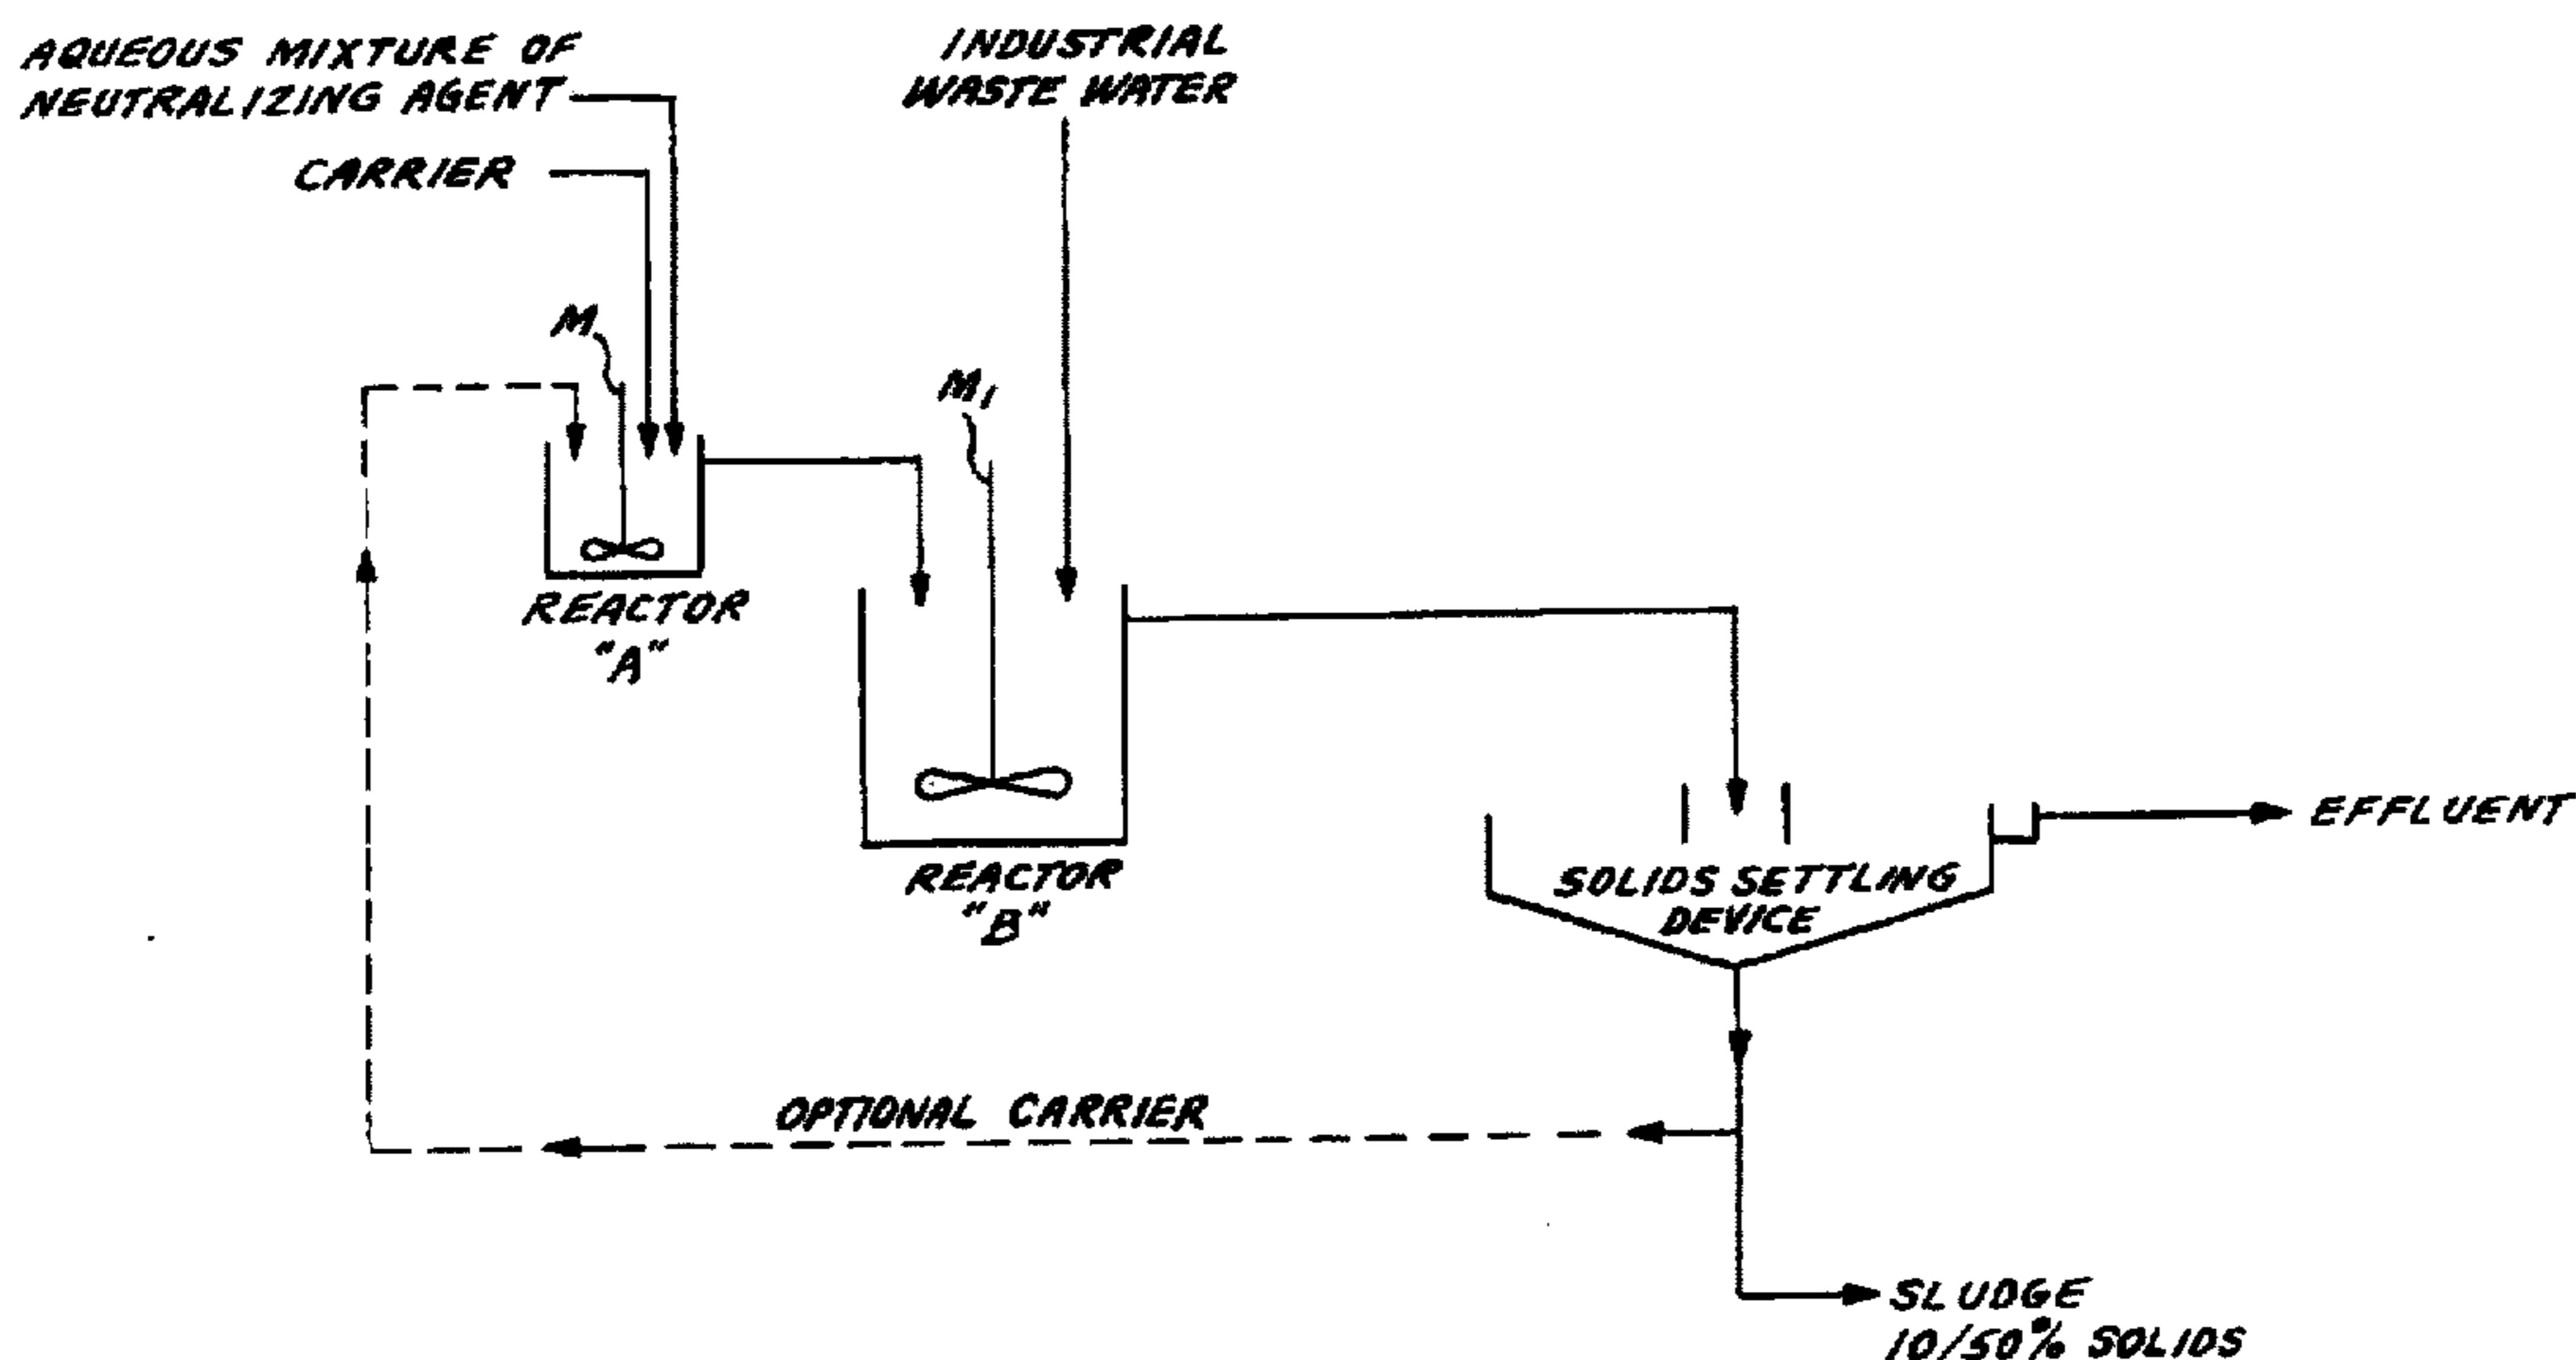 AQUEOUS MIXTURE OF
NEUTRALIZING AGENT
CARRIER
INDUSTRIAL
WASTE WATER
M
M1
REACTOR
"A"
REACTOR
"B"
SOLIDS SETTLING
DEVICE
EFFLUENT
OPTIONAL CARRIER
SLUDGE
10/50% SOLIDS